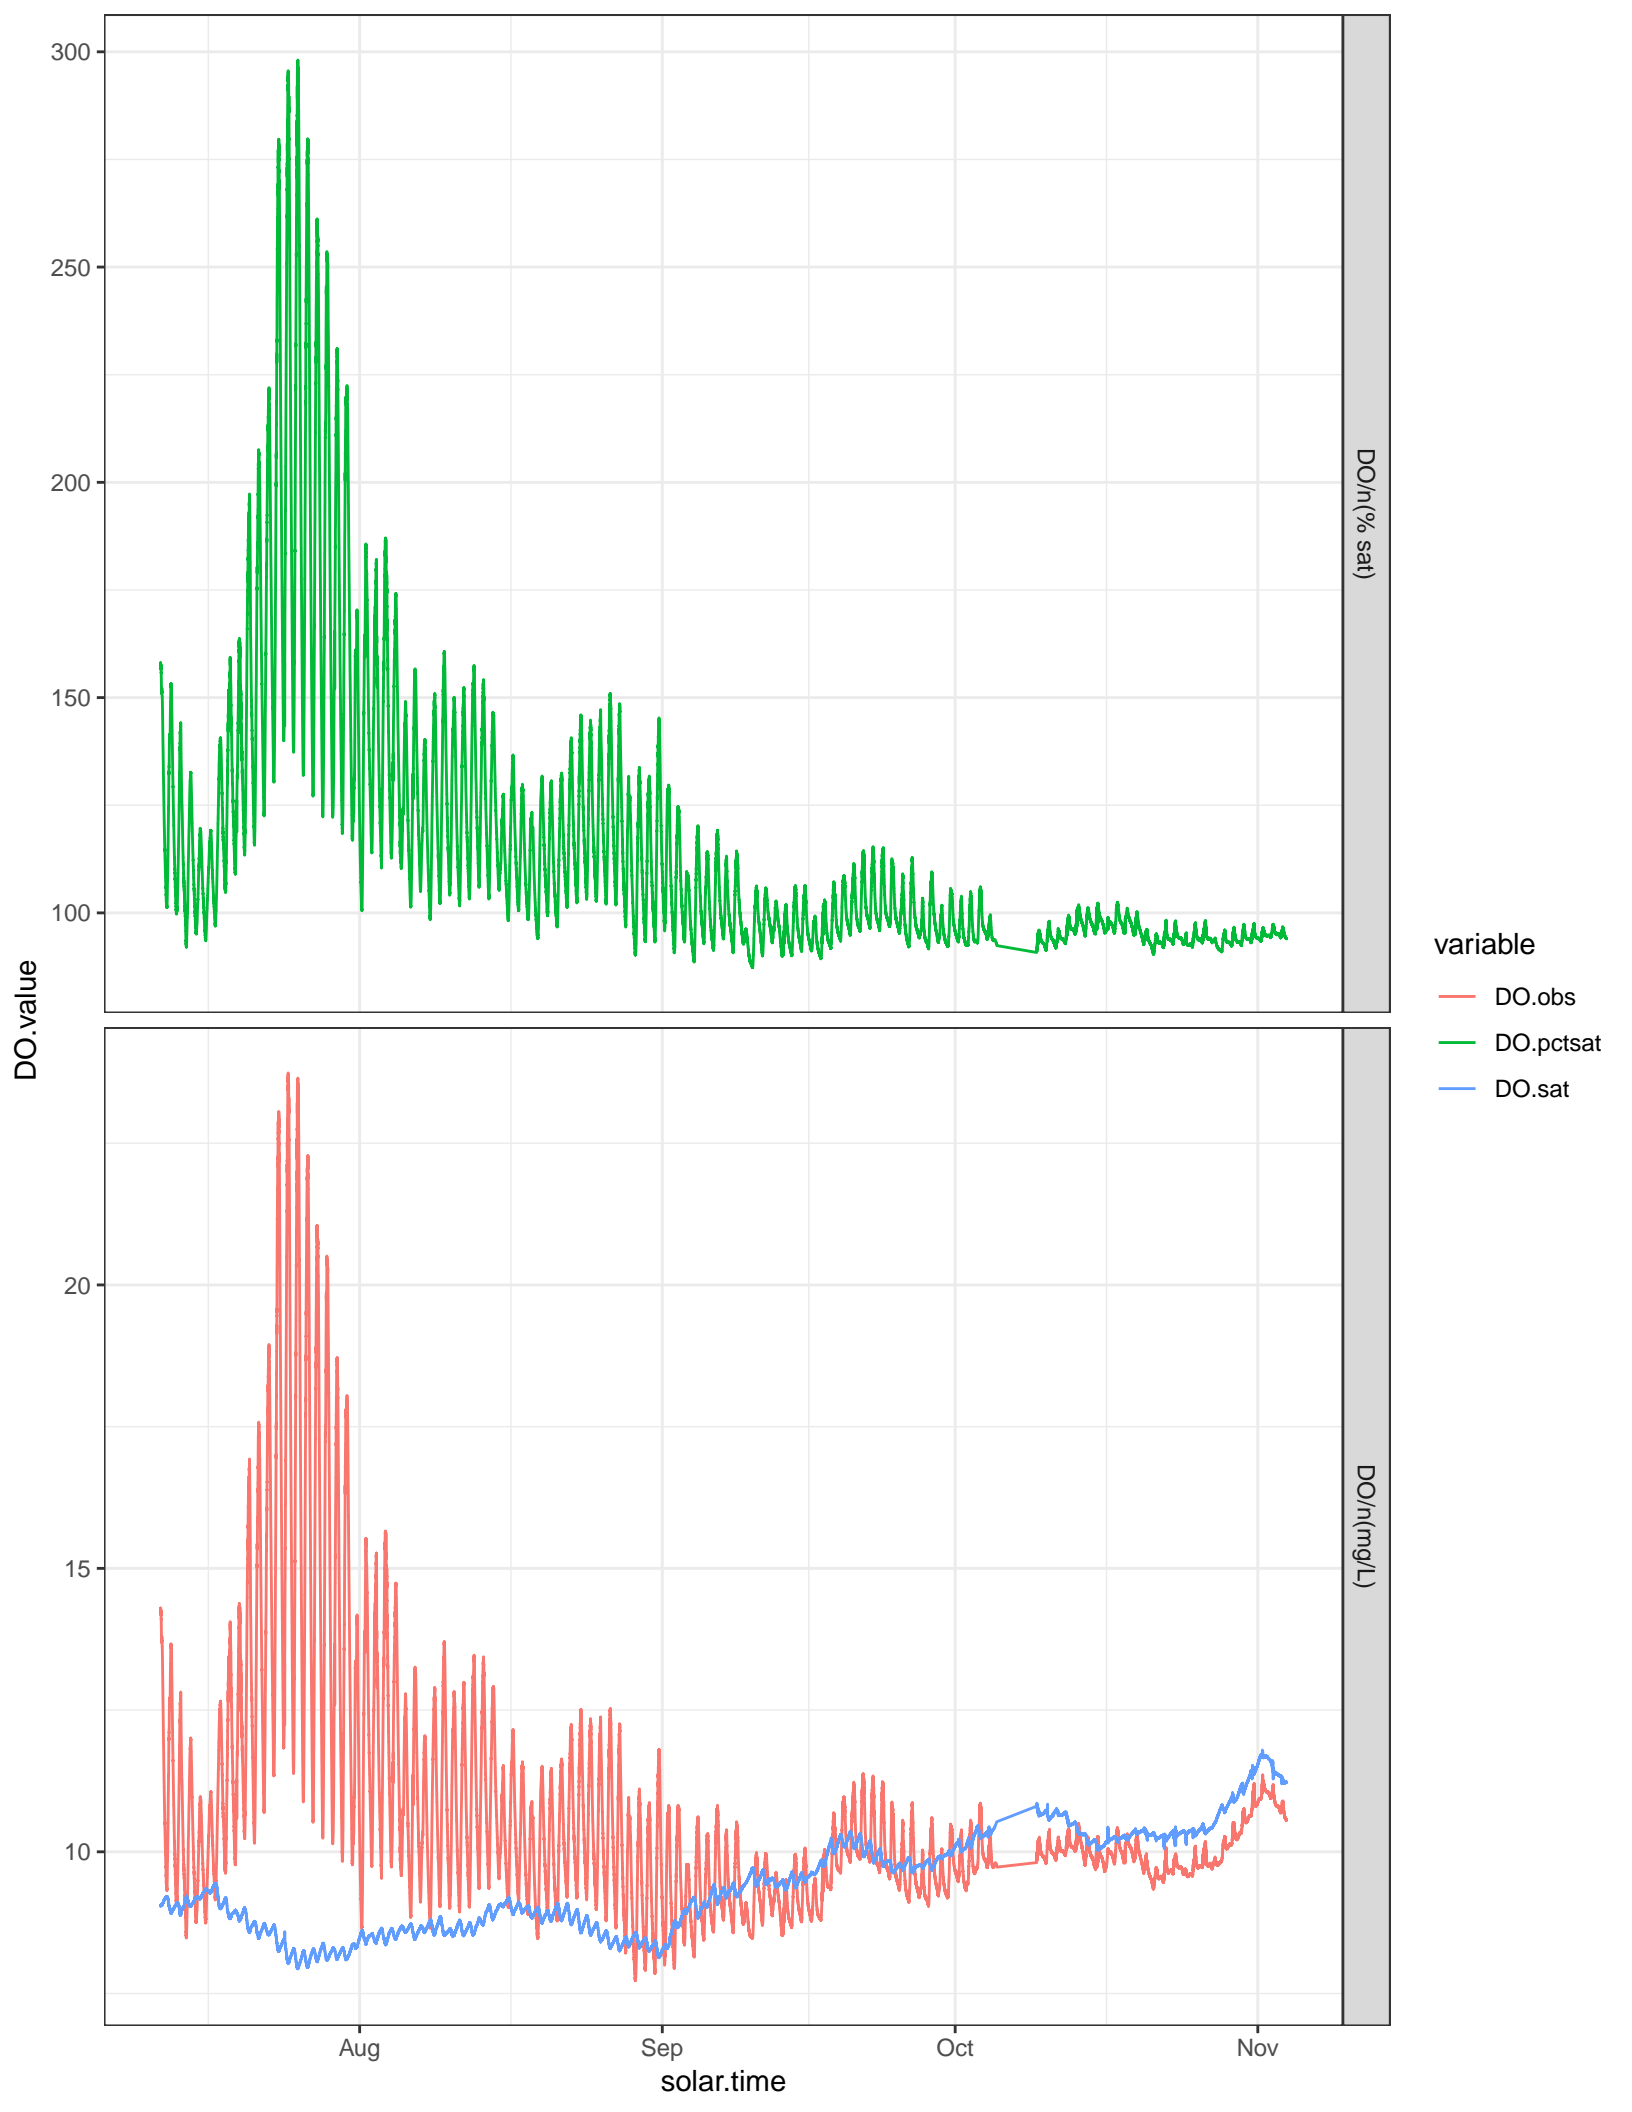 300
250
200
150
100
DO/n(% sat)
20
15
10
DO/n(mg/L)
DO.value
Aug
Sep
Oct
Nov
solar.time
variable
DO.obs
DO.pctsat
DO.sat